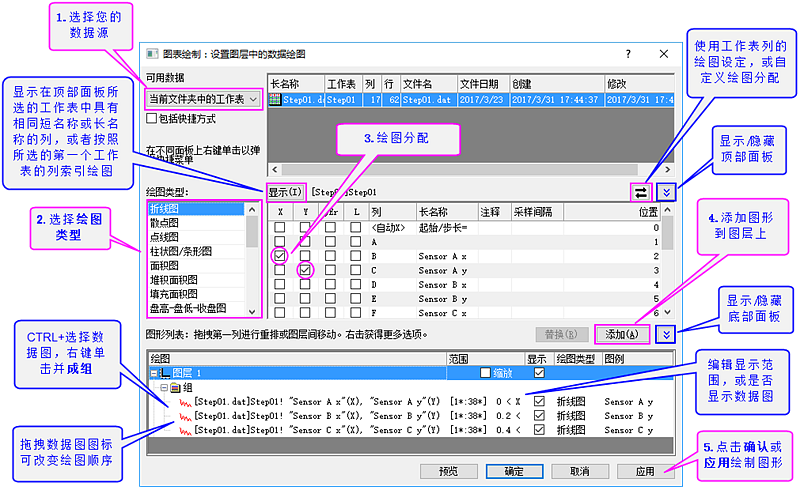 1.选择您的
数据源
图表绘制：设置图层中的数据绘图
?
使用工作表列的
绘图设定，或自
定义绘图分配
可用数据
当前文件夹中的工作表
包括快捷方式
在不同面板上右键单击以弹
快捷菜单
长名称 工作表 列 行 文件名 文件日期 创建 修改
Step01.da Step01 17 62 Step01.dat 2017/3/23 2017/3/31 17:44:37 2017/3/31 17:4
显示在顶部面板所
选的工作表中具有
相同短名称或长名
称的列，或者按照
所选的第一个工作
表的列索引绘图
3.绘图分配
显示/隐藏
顶部面板
绘图类型：
显示(I)
[Step01]Step01
2.选择绘图
类型
折线图
散点图
点线图
柱状图/条形图
面积图
堆积面积图
填充面积图
盘高-盘低-收盘图
X Y yEr L 列 长名称 注释 采样间隔 位置
<自动X> 起始/步长= 0
A 1
B Sensor A x 2
C Sensor A y 3
D Sensor B x 4
E Sensor B y 5
F Sensor C x 6
4.添加图形
到图层上
图形列表：拖拽第一列进行重排或图层间移动。右击获得更多选项。
替换(R)
添加(A)
显示/隐藏
底部面板
CTRL+选择数
据图，右键单
击并成组
绘图 范围 显示 绘图类型 图例
图层 1 缩放
组
[Step01.dat]Step01! "Sensor A x"(X), "Sensor A y"(Y) [1*:38*] 0 < X 折线图 Sensor A y
[Step01.dat]Step01! "Sensor B x"(X), "Sensor B y"(Y) [1*:38*] 0.2 < 折线图 Sensor B y
[Step01.dat]Step01! "Sensor C x"(X), "Sensor C y"(Y) [1*:38*] 0.4 < 折线图 Sensor C y
编辑显示范
围，或是否
显示数据图
拖拽数据图图标
可改变绘图顺序
预览 确定 取消 应用
5.点击确认或
应用绘制图形